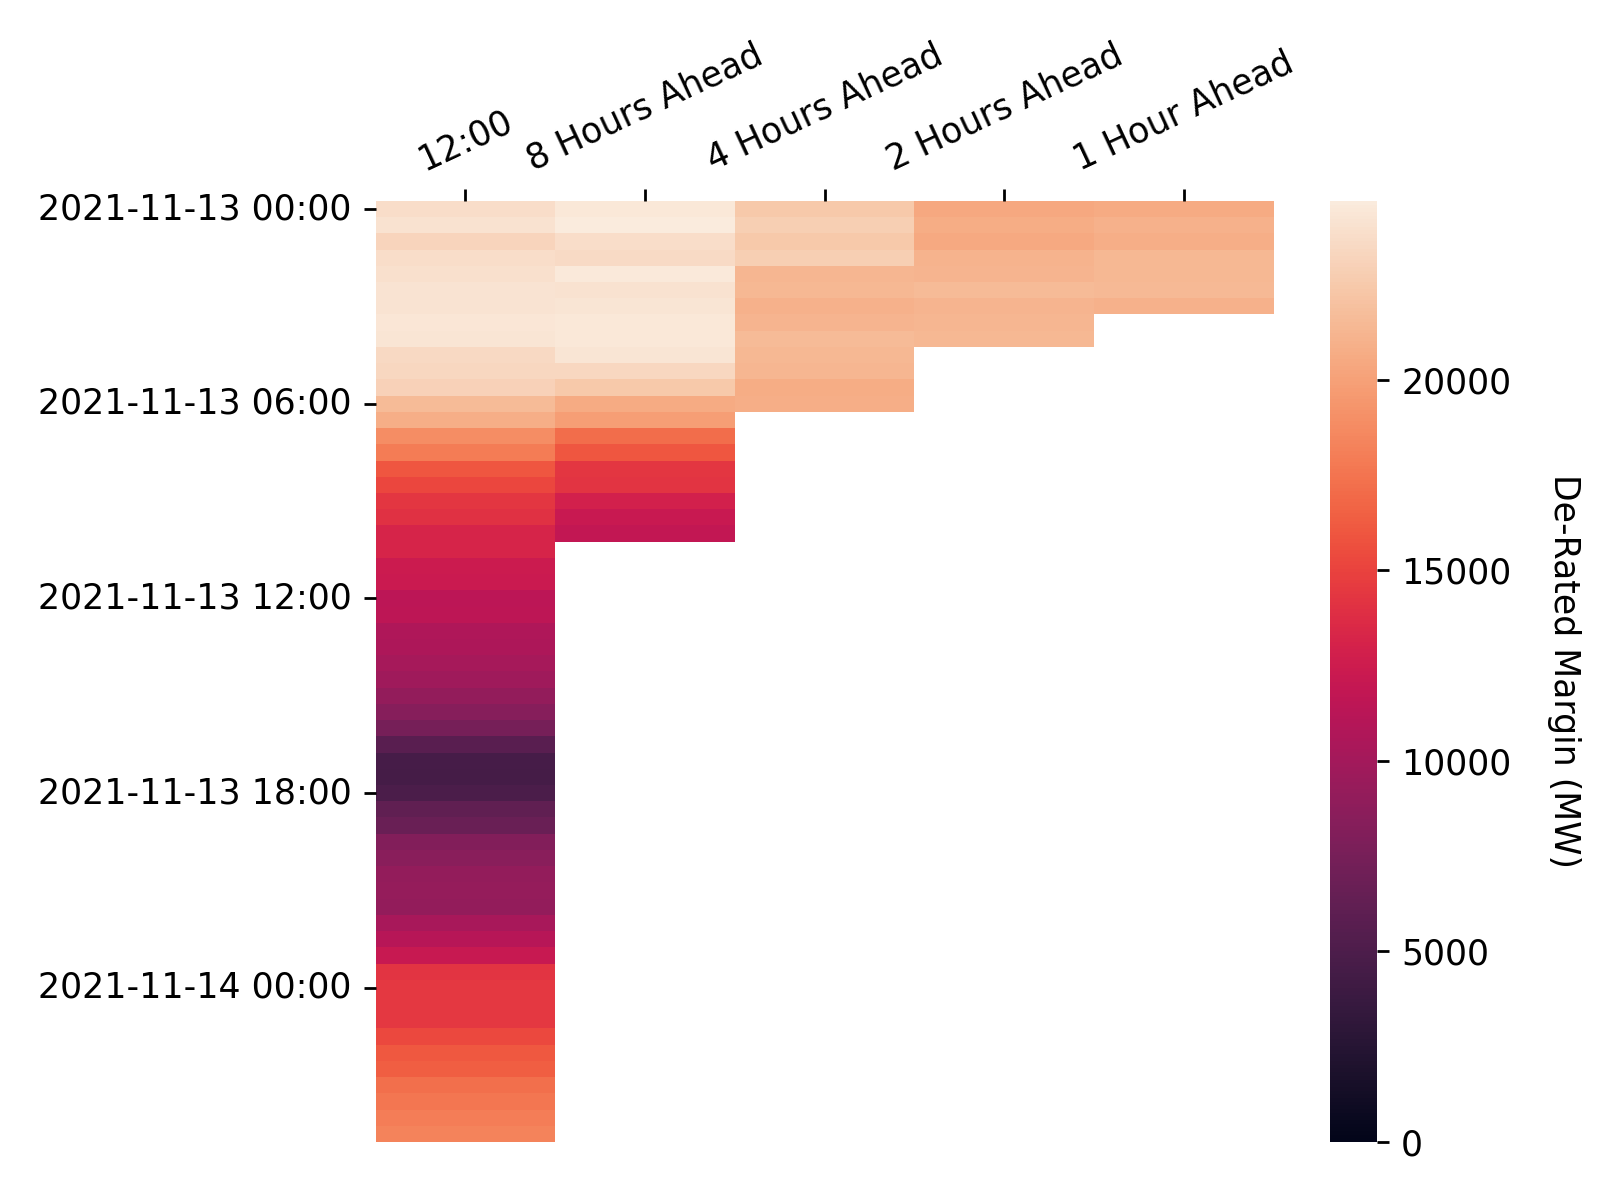 12:00
8 Hours Ahead
4 Hours Ahead
2 Hours Ahead
1 Hour Ahead
2021-11-13 00:00
2021-11-13 06:00
2021-11-13 12:00
2021-11-13 18:00
2021-11-14 00:00
20000
15000
10000
5000
0
De-Rated Margin (MW)